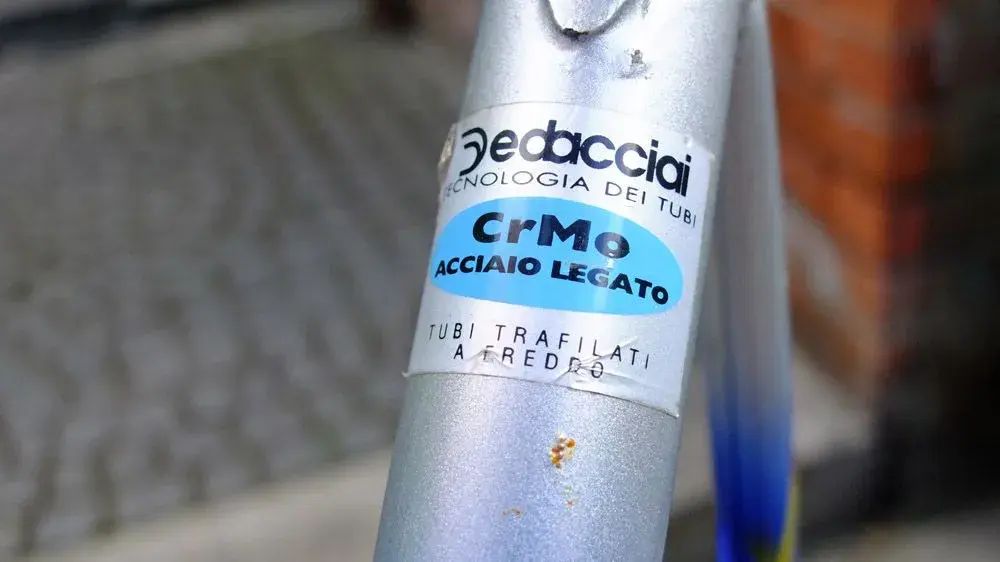 Dedacciai
TECNOLOGIA DEI TUBI
CrMo
ACCIAIO LEGATO
TUBI TRAFILATI
A FREDDO